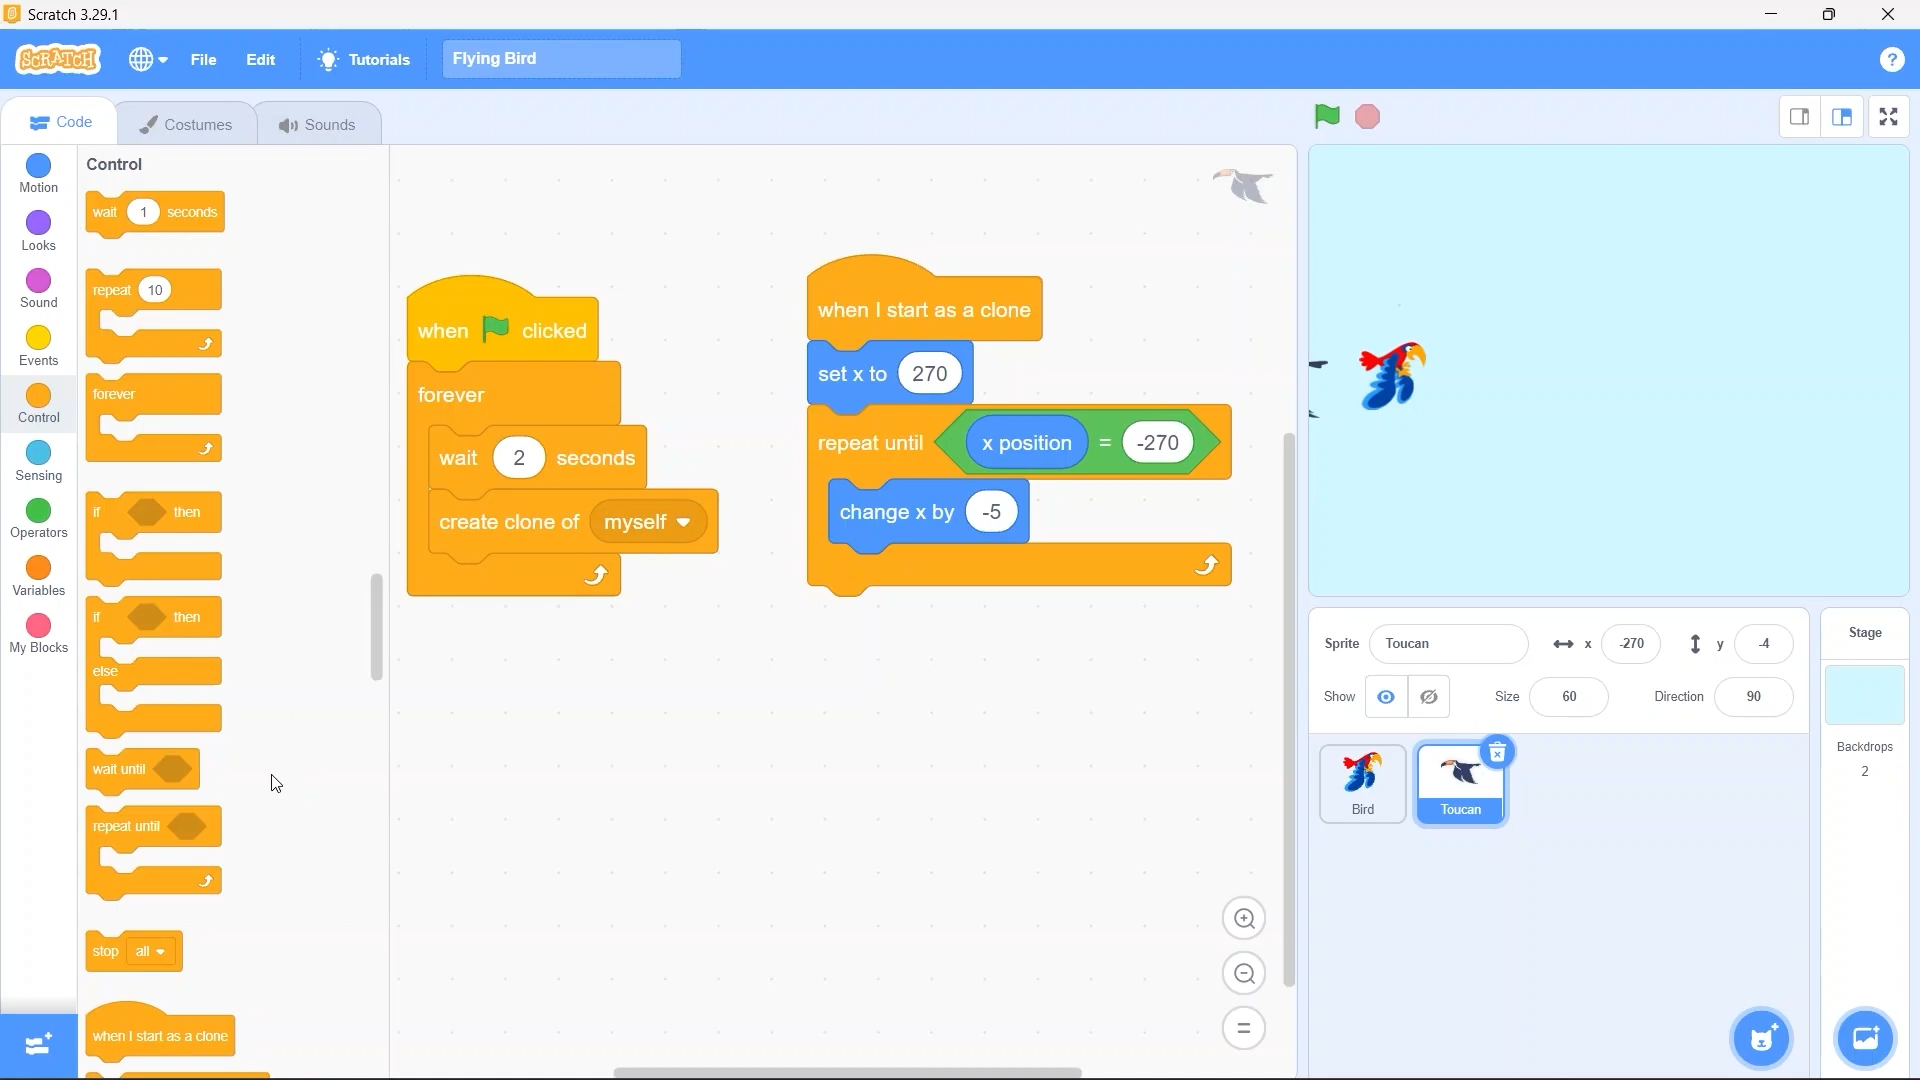 Scratch 3.29.1
SCRATCH
File
Edit
Tutorials
Flying Bird
?
Code
Costumes
Sounds
Motion
Looks
Sound
Events
Control
Sensing
Operators
Variables
My Blocks
Control
wait 1 seconds
repeat 10
forever
if then
if then
else
wait until
repeat until
stop all
when I start as a clone
when clicked
forever
wait 2 seconds
create clone of myself
when I start as a clone
set x to 270
repeat until x position = -270
change x by -5
Sprite Toucan x -270 y -4
Show Size 60 Direction 90
Bird
Toucan
Stage
Backdrops
2